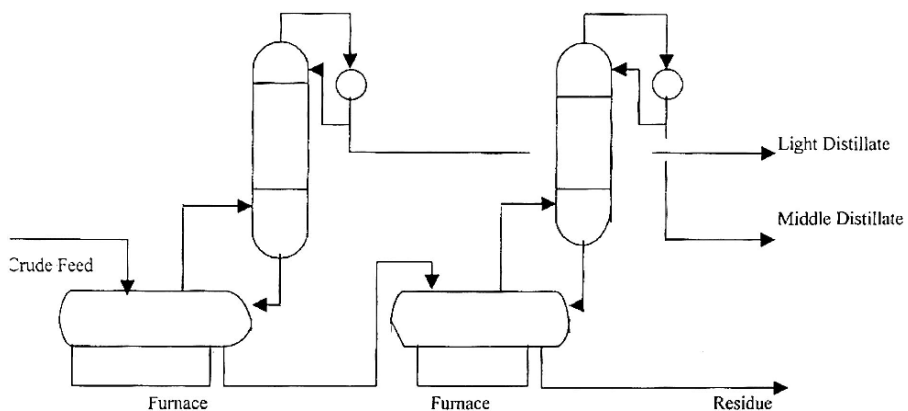 Light Distillate
Middle Distillate
Crude Feed
Furnace
Furnace
Residue